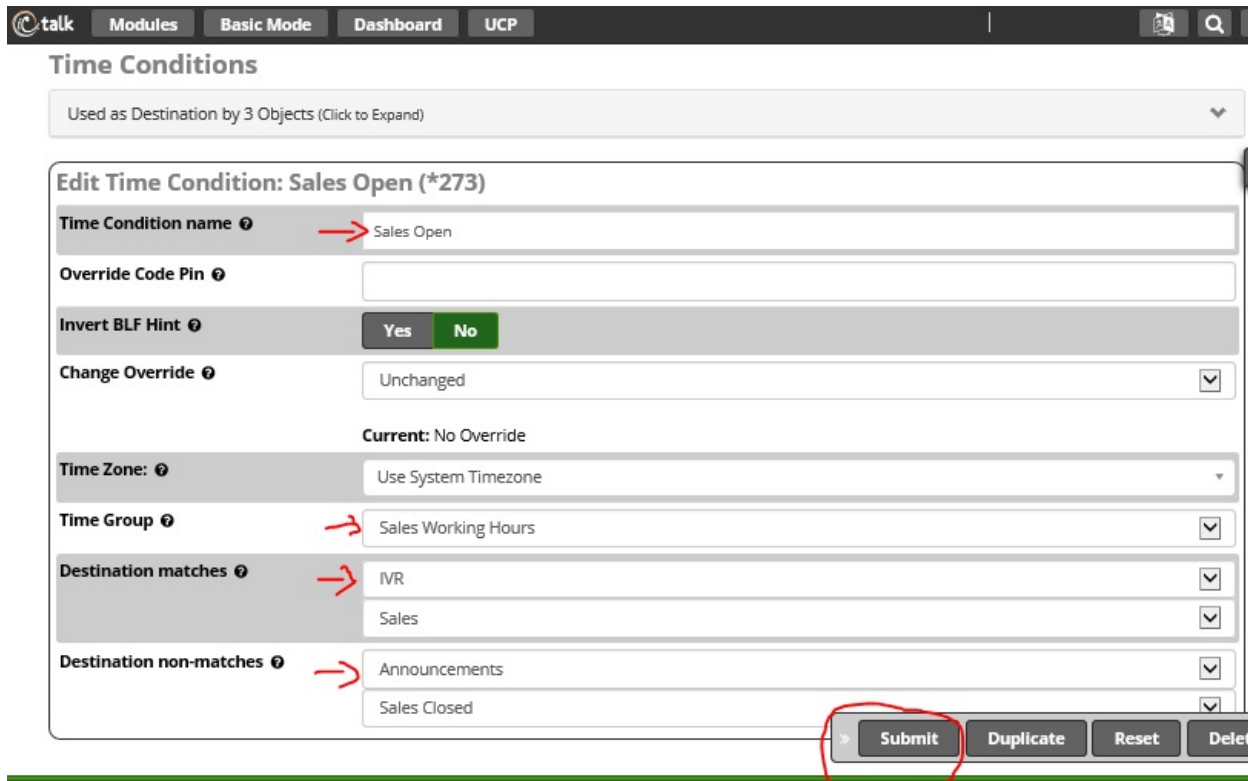 C.talk Modules Basic Mode Dashboard UCP
Time Conditions
Used as Destination by 3 Objects (Click to Expand)
Edit Time Condition: Sales Open (*273)
Time Condition name Sales Open
Override Code Pin
Invert BLF Hint Yes No
Change Override Unchanged
Current: No Override
Time Zone: Use System Timezone
Time Group Sales Working Hours
Destination matches IVR
Sales
Destination non-matches Announcements
Sales Closed
» Submit Duplicate Reset Delet